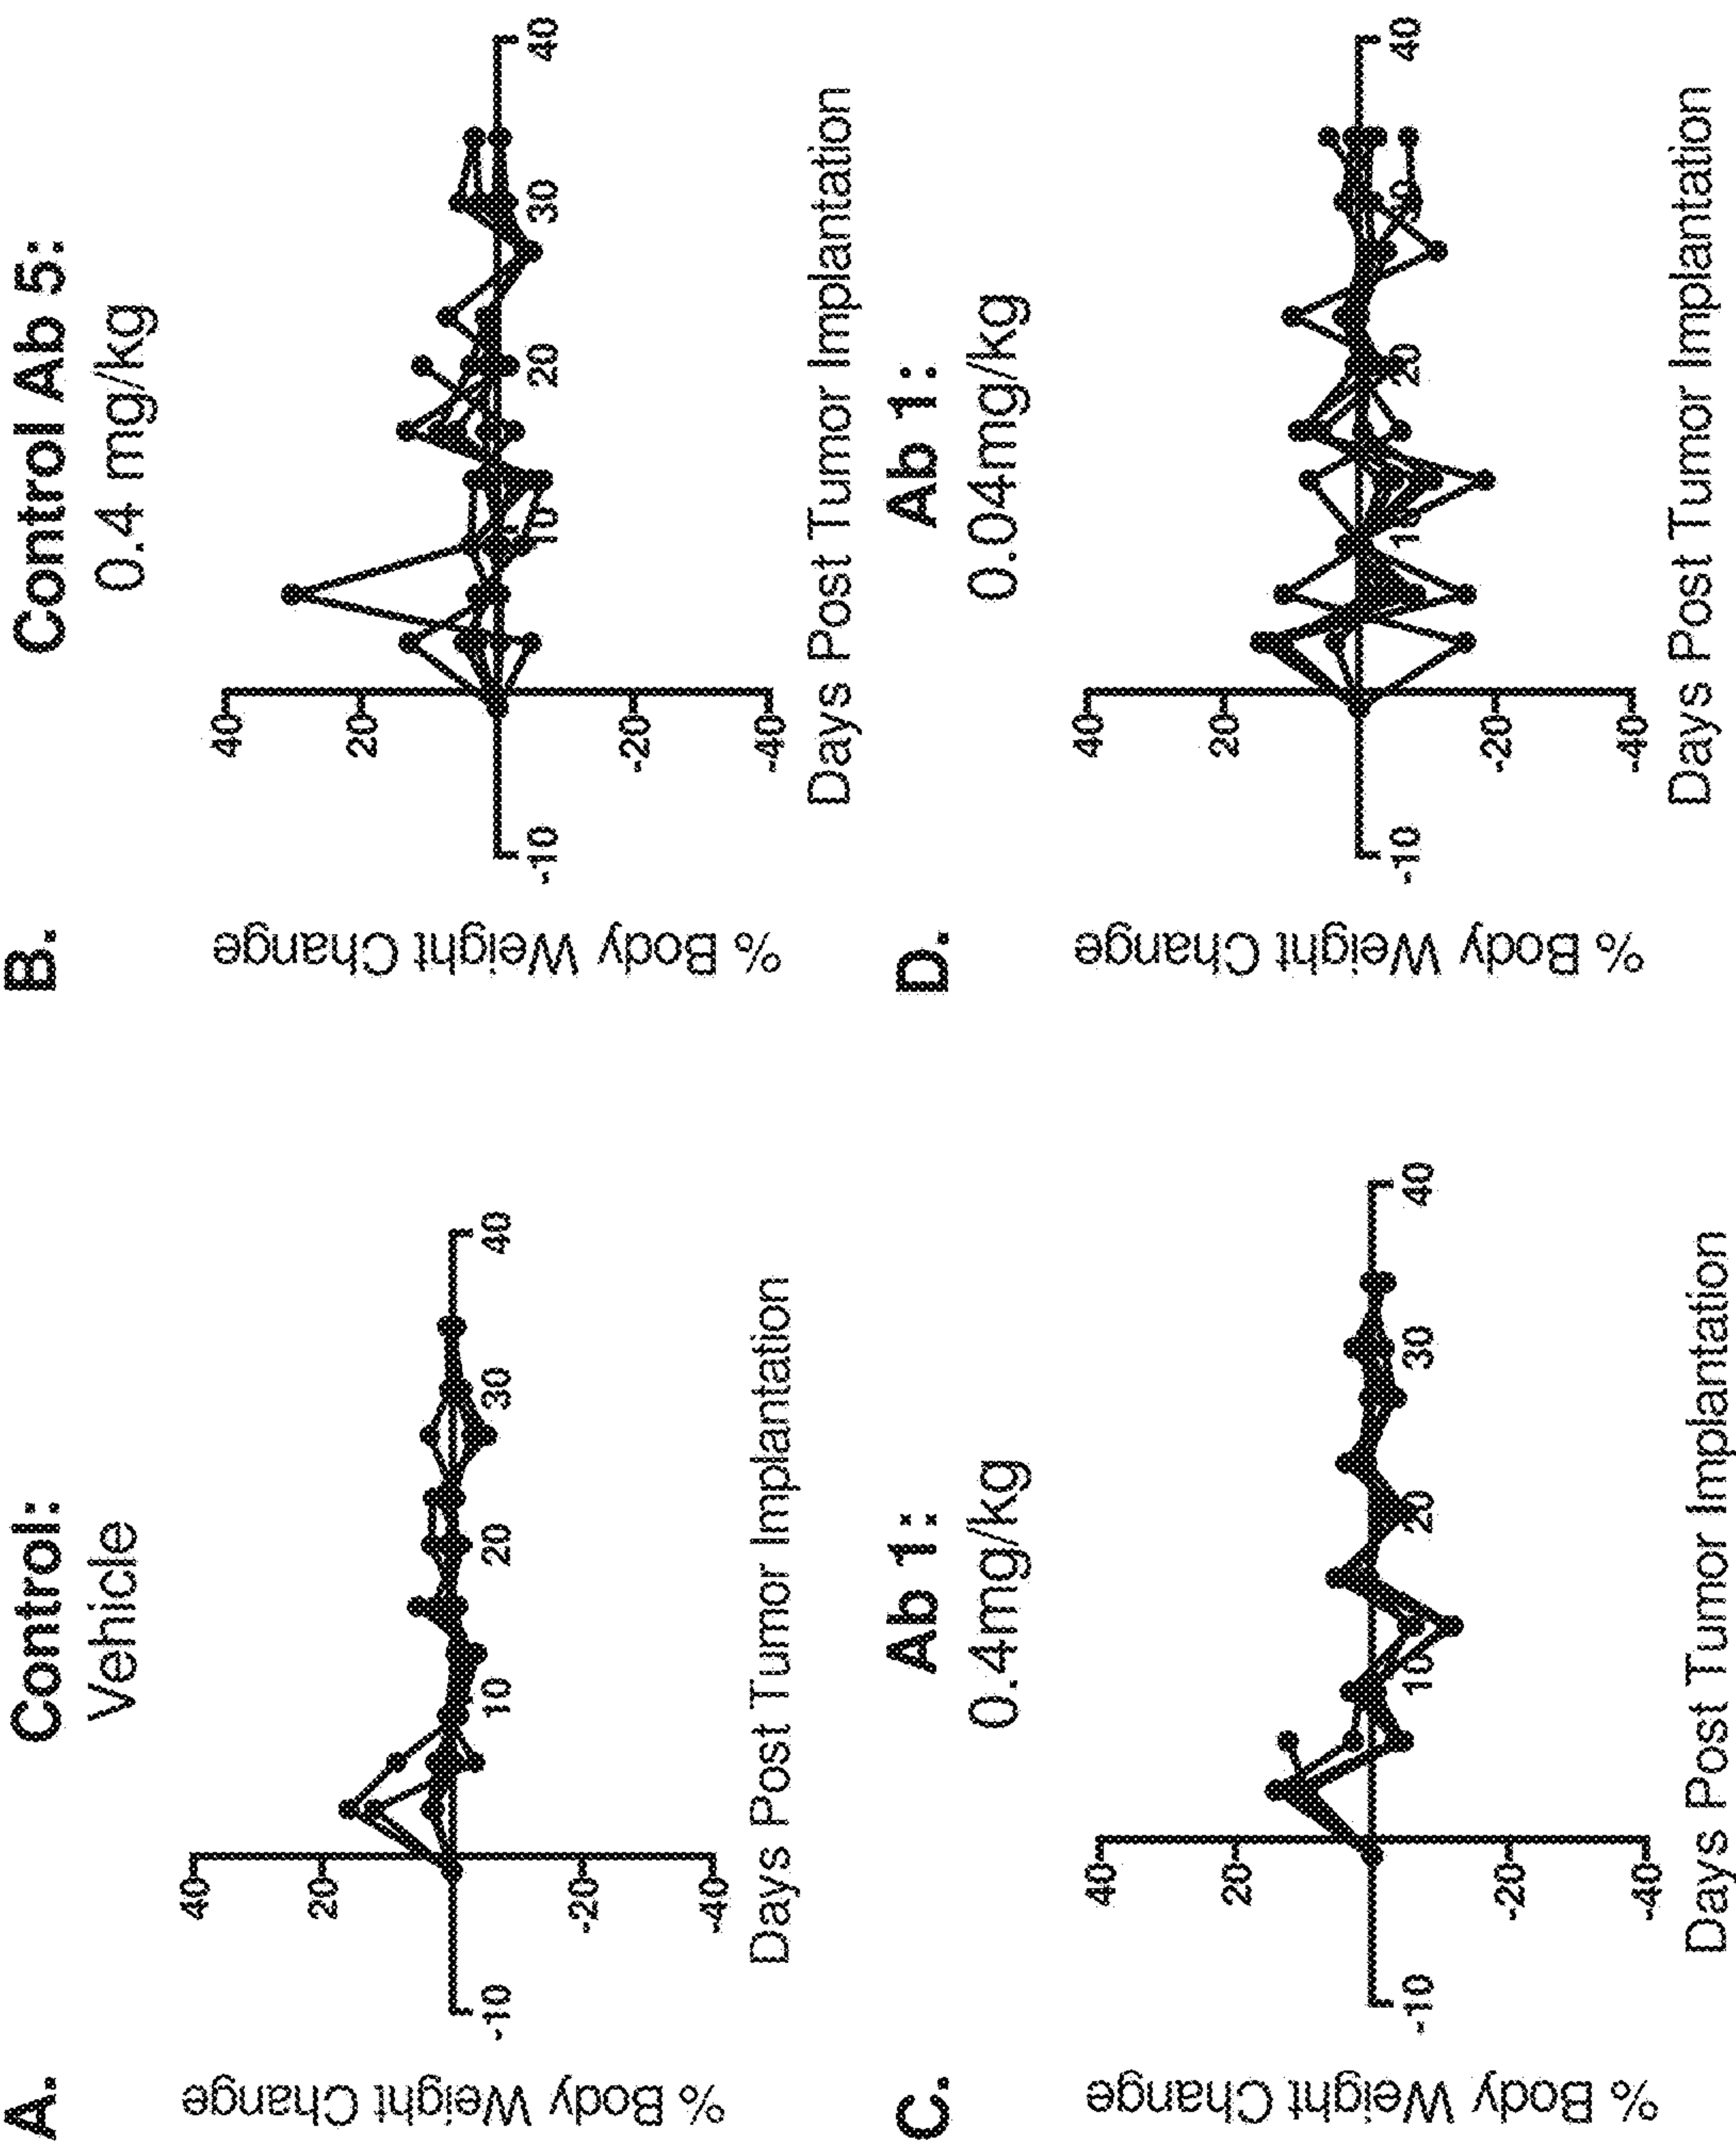 A.
Control:
Vehicle
% Body Weight Change
40
20
-20
-40
-10
10
20
30
40
Days Post Tumor Implantation
B.
Control Ab 5:
0.4 mg/kg
% Body Weight Change
40
20
-20
-40
-10
10
20
30
40
Days Post Tumor Implantation
C.
Ab 1:
0.4mg/kg
% Body Weight Change
40
20
-20
-40
-10
10
20
30
40
Days Post Tumor Implantation
D.
Ab 1:
0.04mg/kg
% Body Weight Change
40
20
-20
-40
-10
10
20
30
40
Days Post Tumor Implantation